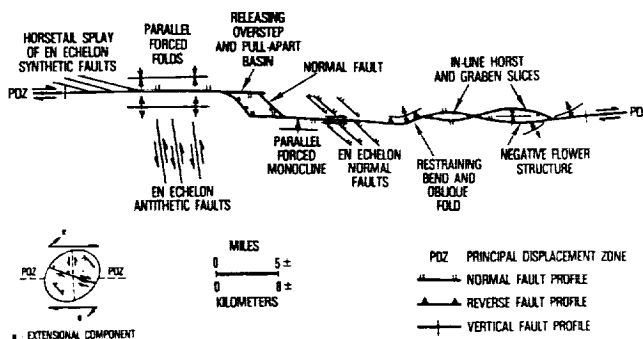 HORSETAIL SPLAY
OF EN ECHELON
SYNTHETIC FAULTS
PARALLEL
FORCED
FOLDS
RELEASING
OVERSTEP
AND PULL-APART
BASIN
NORMAL FAULT
IN-LINE HORST
AND GRABEN SLICES
PDZ
PDZ
PARALLEL
FORCED
MONOCLINE
EN ECHELON
NORMAL
FAULTS
RESTRAINING
BEND AND
OBLIQUE
FOLD
NEGATIVE FLOWER
STRUCTURE
EN ECHELON
ANTITHETIC FAULTS
PDZ
PDZ
MILES
0 5 ±
0 8 ±
KILOMETERS
PDZ PRINCIPAL DISPLACEMENT ZONE
NORMAL FAULT PROFILE
REVERSE FAULT PROFILE
VERTICAL FAULT PROFILE
EXTENSIONAL COMPONENT